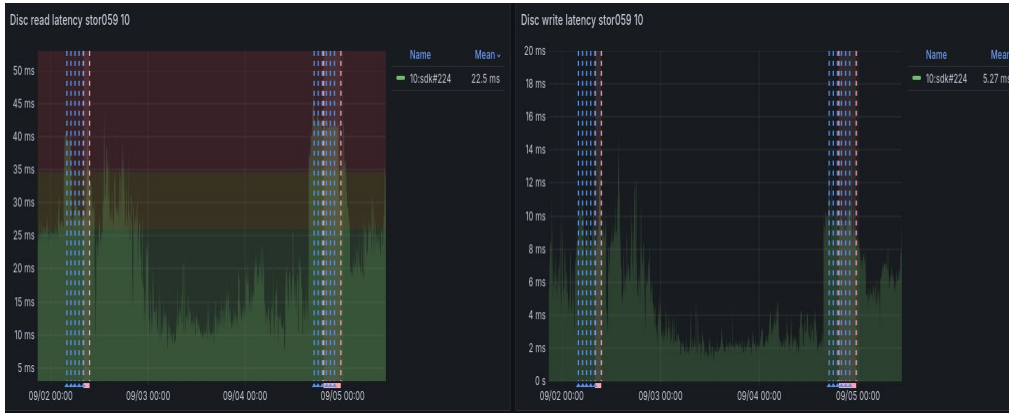 Disc read latency stor059 10
Name Mean
10:sdk#224 22.5 ms
50 ms
45 ms
40 ms
35 ms
30 ms
25 ms
20 ms
15 ms
10 ms
5 ms
09/02 00:00 09/03 00:00 09/04 00:00 09/05 00:00
Disc write latency stor059 10
Name Mean
10:sdk#224 5.27 ms
20 ms
18 ms
16 ms
14 ms
12 ms
10 ms
8 ms
6 ms
4 ms
2 ms
0 s
09/02 00:00 09/03 00:00 09/04 00:00 09/05 00:00